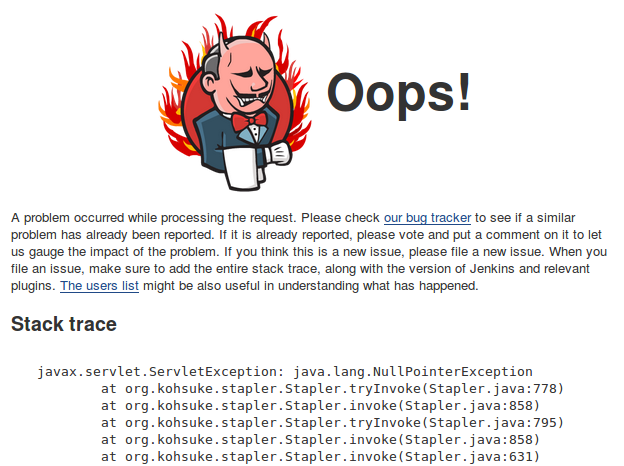 Oops!
A problem occurred while processing the request. Please check our bug tracker to see if a similar
problem has already been reported. If it is already reported, please vote and put a comment on it to let
us gauge the impact of the problem. If you think this is a new issue, please file a new issue. When you
file an issue, make sure to add the entire stack trace, along with the version of Jenkins and relevant
plugins. The users list might be also useful in understanding what has happened.
Stack trace
javax.servlet.ServletException: java.lang.NullPointerException
at org.kohsuke.stapler.Stapler.tryInvoke(Stapler.java:778)
at org.kohsuke.stapler.Stapler.invoke(Stapler.java:858)
at org.kohsuke.stapler.Stapler.tryInvoke(Stapler.java:795)
at org.kohsuke.stapler.Stapler.invoke(Stapler.java:858)
at org.kohsuke.stapler.Stapler.invoke(Stapler.java:631)